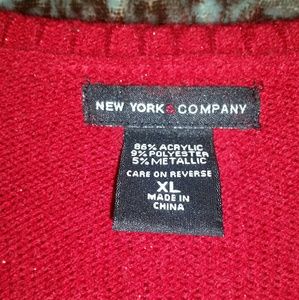 NEW YORK & COMPANY
86% ACRYLIC
9% POLYESTER
5% METALLIC
CARE ON REVERSE
XL
MADE IN
CHINA